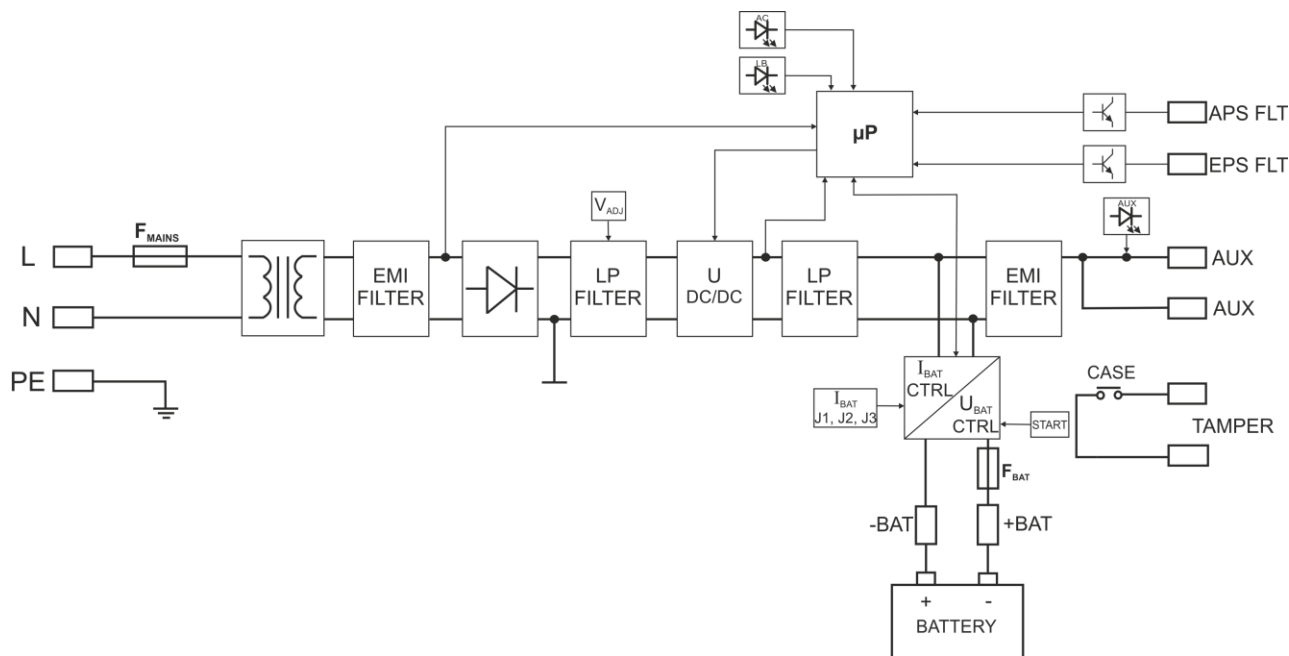 AC
LB
µP
APS FLT
EPS FLT
AUX
V ADJ
F MAINS
L
EMI
FILTER
LP
FILTER
U
DC/DC
LP
FILTER
EMI
FILTER
AUX
N
AUX
PE
I BAT
CTRL
U BAT
CTRL
I BAT
J1, J2, J3
START
CASE
TAMPER
F BAT
-BAT
+BAT
+ -
BATTERY